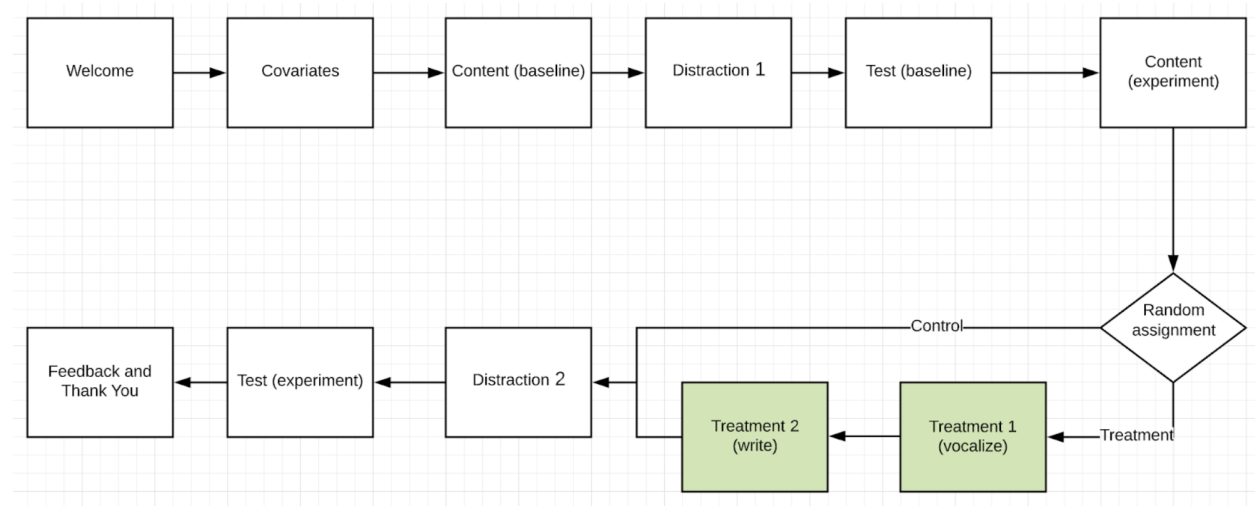 Welcome
Covariates
Content (baseline)
Distraction 1
Test (baseline)
Content
(experiment)
Random
assignment
Control
Treatment
Treatment 1
(vocalize)
Treatment 2
(write)
Distraction 2
Test (experiment)
Feedback and
Thank You